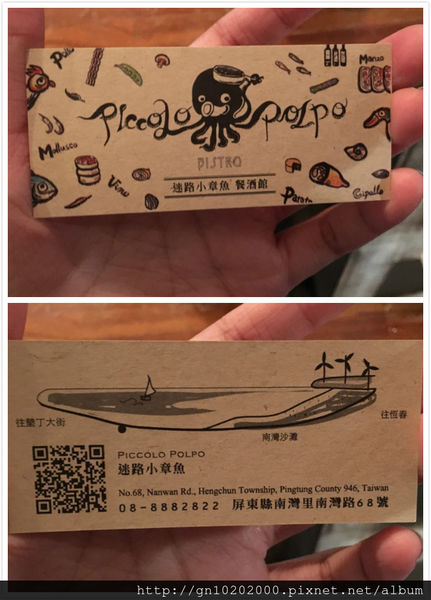 Pollo
Manzo
Piccolo Polpo
Mollusco
BISTRO
Vino
迷路小章魚 餐酒館
Patata
Cipolla
往墾丁大街
南灣沙灘
往恆春
PICCOLO POLPO
迷路小章魚
No.68, Nanwan Rd., Hengchun Township, Pingtung County 946, Taiwan
08-8882822 屏東縣南灣里南灣路68號
http://gn10202000.pixnet.net/album